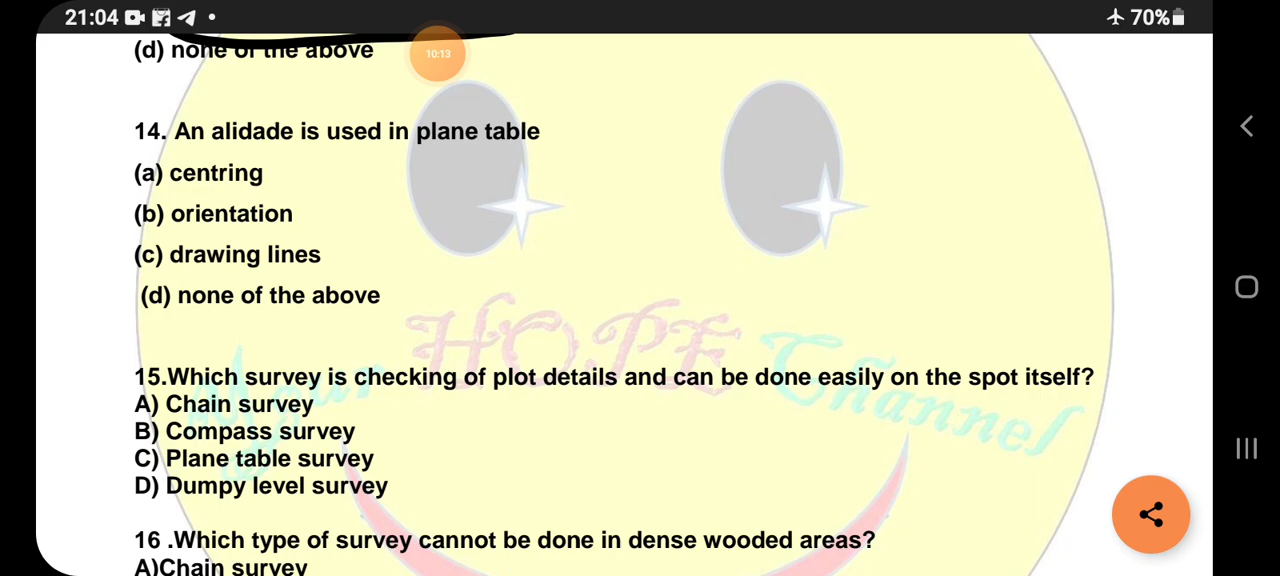 21:04
70%
(d) none of the above
10:13
14. An alidade is used in plane table
(a) centring
(b) orientation
(c) drawing lines
(d) none of the above
Your HOPE Channel
15.Which survey is checking of plot details and can be done easily on the spot itself?
A) Chain survey
B) Compass survey
C) Plane table survey
D) Dumpy level survey
16 .Which type of survey cannot be done in dense wooded areas?
A)Chain survey